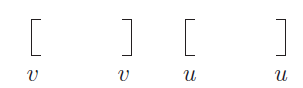 [ ] [ ]
v v u u